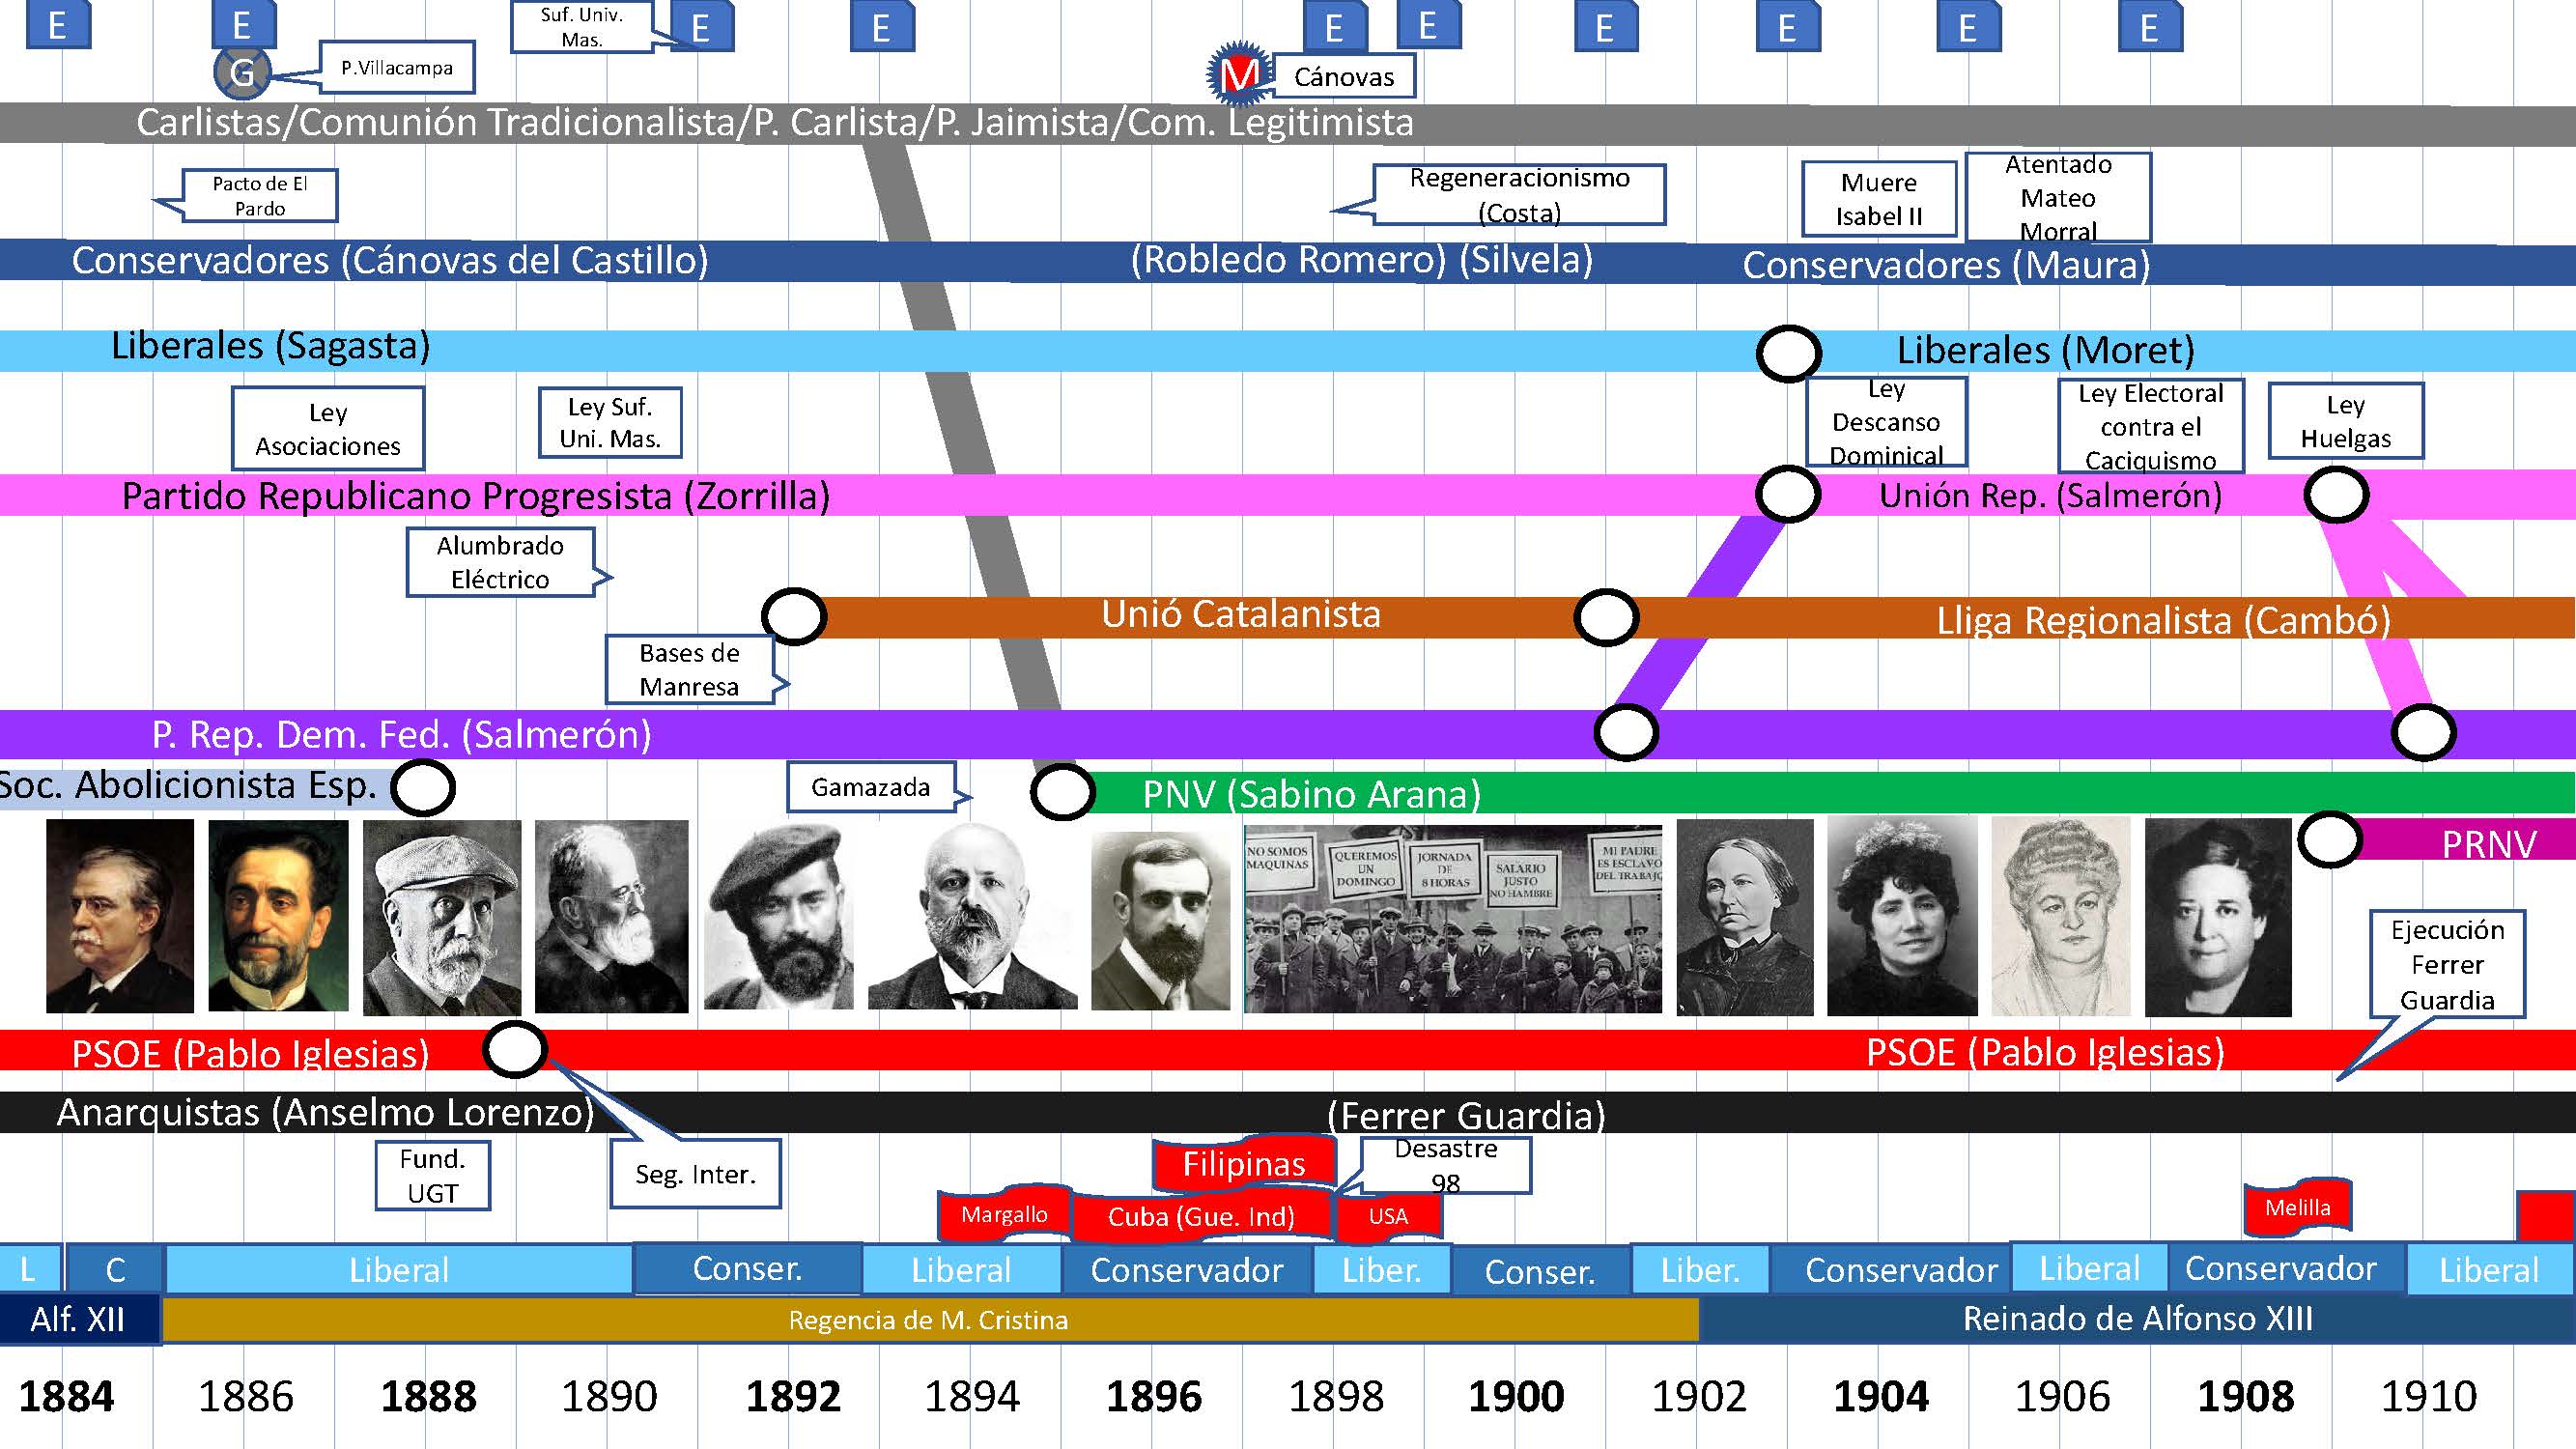 E
E
Suf. Univ.
Mas.
E
E
E
E
E
E
E
E
G
P.Villacampa
M
Cánovas
Carlistas/Comunión Tradicionalista/P. Carlista/P. Jaimista/Com. Legitimista
Pacto de El
Pardo
Regeneracionismo
(Costa)
Muere
Isabel II
Atentado
Mateo
Morral
Conservadores (Cánovas del Castillo)
(Robledo Romero) (Silvela)
Conservadores (Maura)
Liberales (Sagasta)
Liberales (Moret)
Ley
Asociaciones
Ley Suf.
Uni. Mas.
Ley
Descanso
Dominical
Ley Electoral
contra el
Caciquismo
Ley
Huelgas
Partido Republicano Progresista (Zorrilla)
Unión Rep. (Salmerón)
Alumbrado
Eléctrico
Unió Catalanista
Lliga Regionalista (Cambó)
Bases de
Manresa
P. Rep. Dem. Fed. (Salmerón)
Soc. Abolicionista Esp.
Gamazada
PNV (Sabino Arana)
PRNV
NO SOMOS
MAQUINAS
QUEREMOS
UN
DOMINGO
JORNADA
DE
8 HORAS
SALARIO
JUSTO
NO HAMBRE
MI PADRE
ES ESCLAVO
DEL TRABAJO
Ejecución
Ferrer
Guardia
PSOE (Pablo Iglesias)
PSOE (Pablo Iglesias)
Anarquistas (Anselmo Lorenzo)
(Ferrer Guardia)
Fund.
UGT
Seg. Inter.
Filipinas
Desastre
98
Margallo
Cuba (Gue. Ind)
USA
Melilla
L
C
Liberal
Conser.
Liberal
Conservador
Liber.
Conser.
Liber.
Conservador
Liberal
Conservador
Liberal
Alf. XII
Regencia de M. Cristina
Reinado de Alfonso XIII
1884 1886 1888 1890 1892 1894 1896 1898 1900 1902 1904 1906 1908 1910